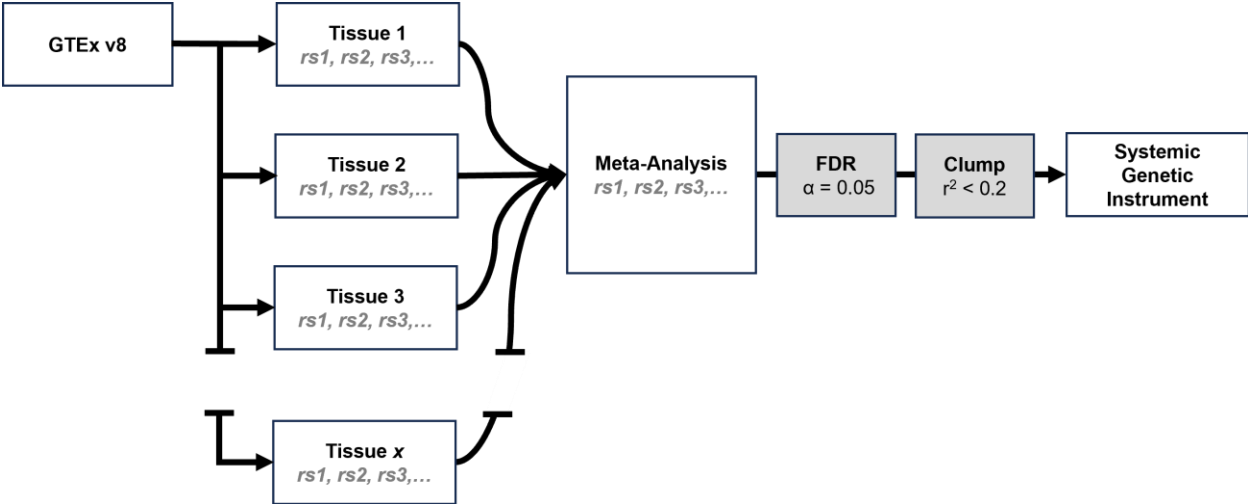 GTEx v8
Tissue 1
rs1, rs2, rs3,...
Tissue 2
rs1, rs2, rs3,...
Tissue 3
rs1, rs2, rs3,...
Tissue x
rs1, rs2, rs3,...
Meta-Analysis
rs1, rs2, rs3,...
FDR
α = 0.05
Clump
r² < 0.2
Systemic
Genetic
Instrument